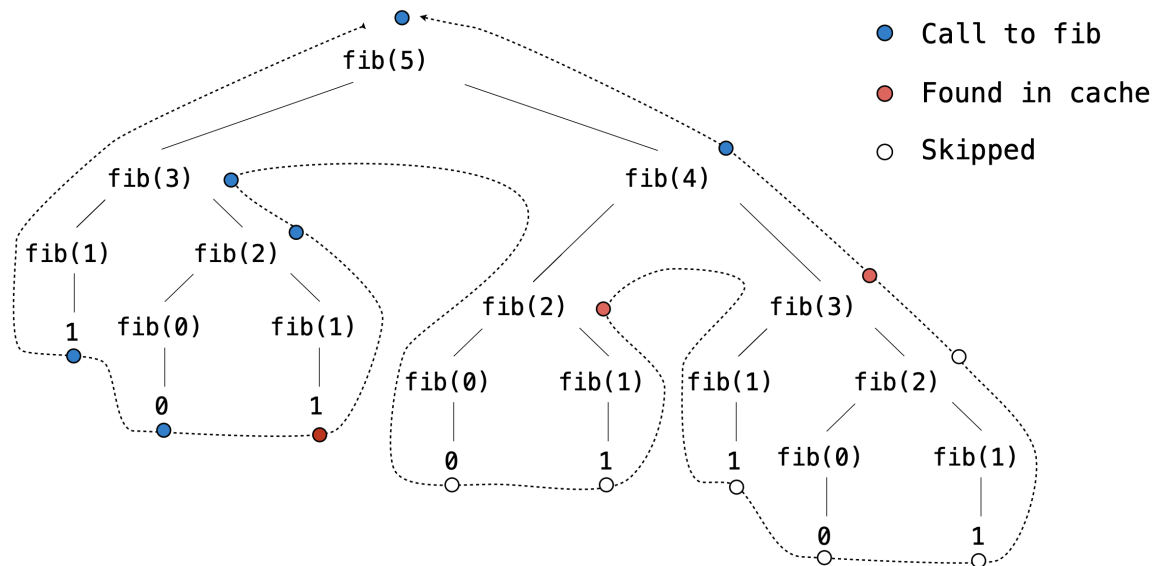 fib(5)
Call to fib
Found in cache
Skipped
fib(3)
fib(4)
fib(1)
fib(2)
fib(2)
fib(3)
1
fib(0)
fib(1)
fib(0)
fib(1)
fib(1)
fib(2)
0
1
0
1
1
fib(0)
fib(1)
0
1